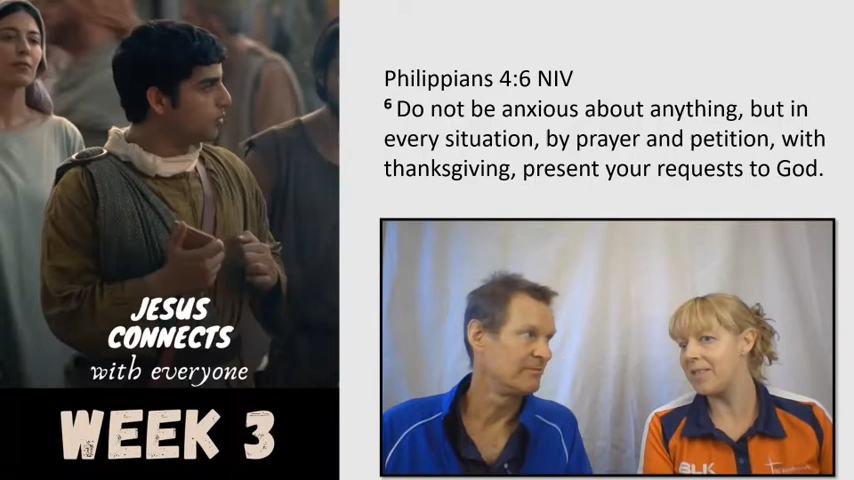 JESUS
CONNECTS
with everyone
WEEK 3
Philippians 4:6 NIV
6 Do not be anxious about anything, but in
every situation, by prayer and petition, with
thanksgiving, present your requests to God.
BLK